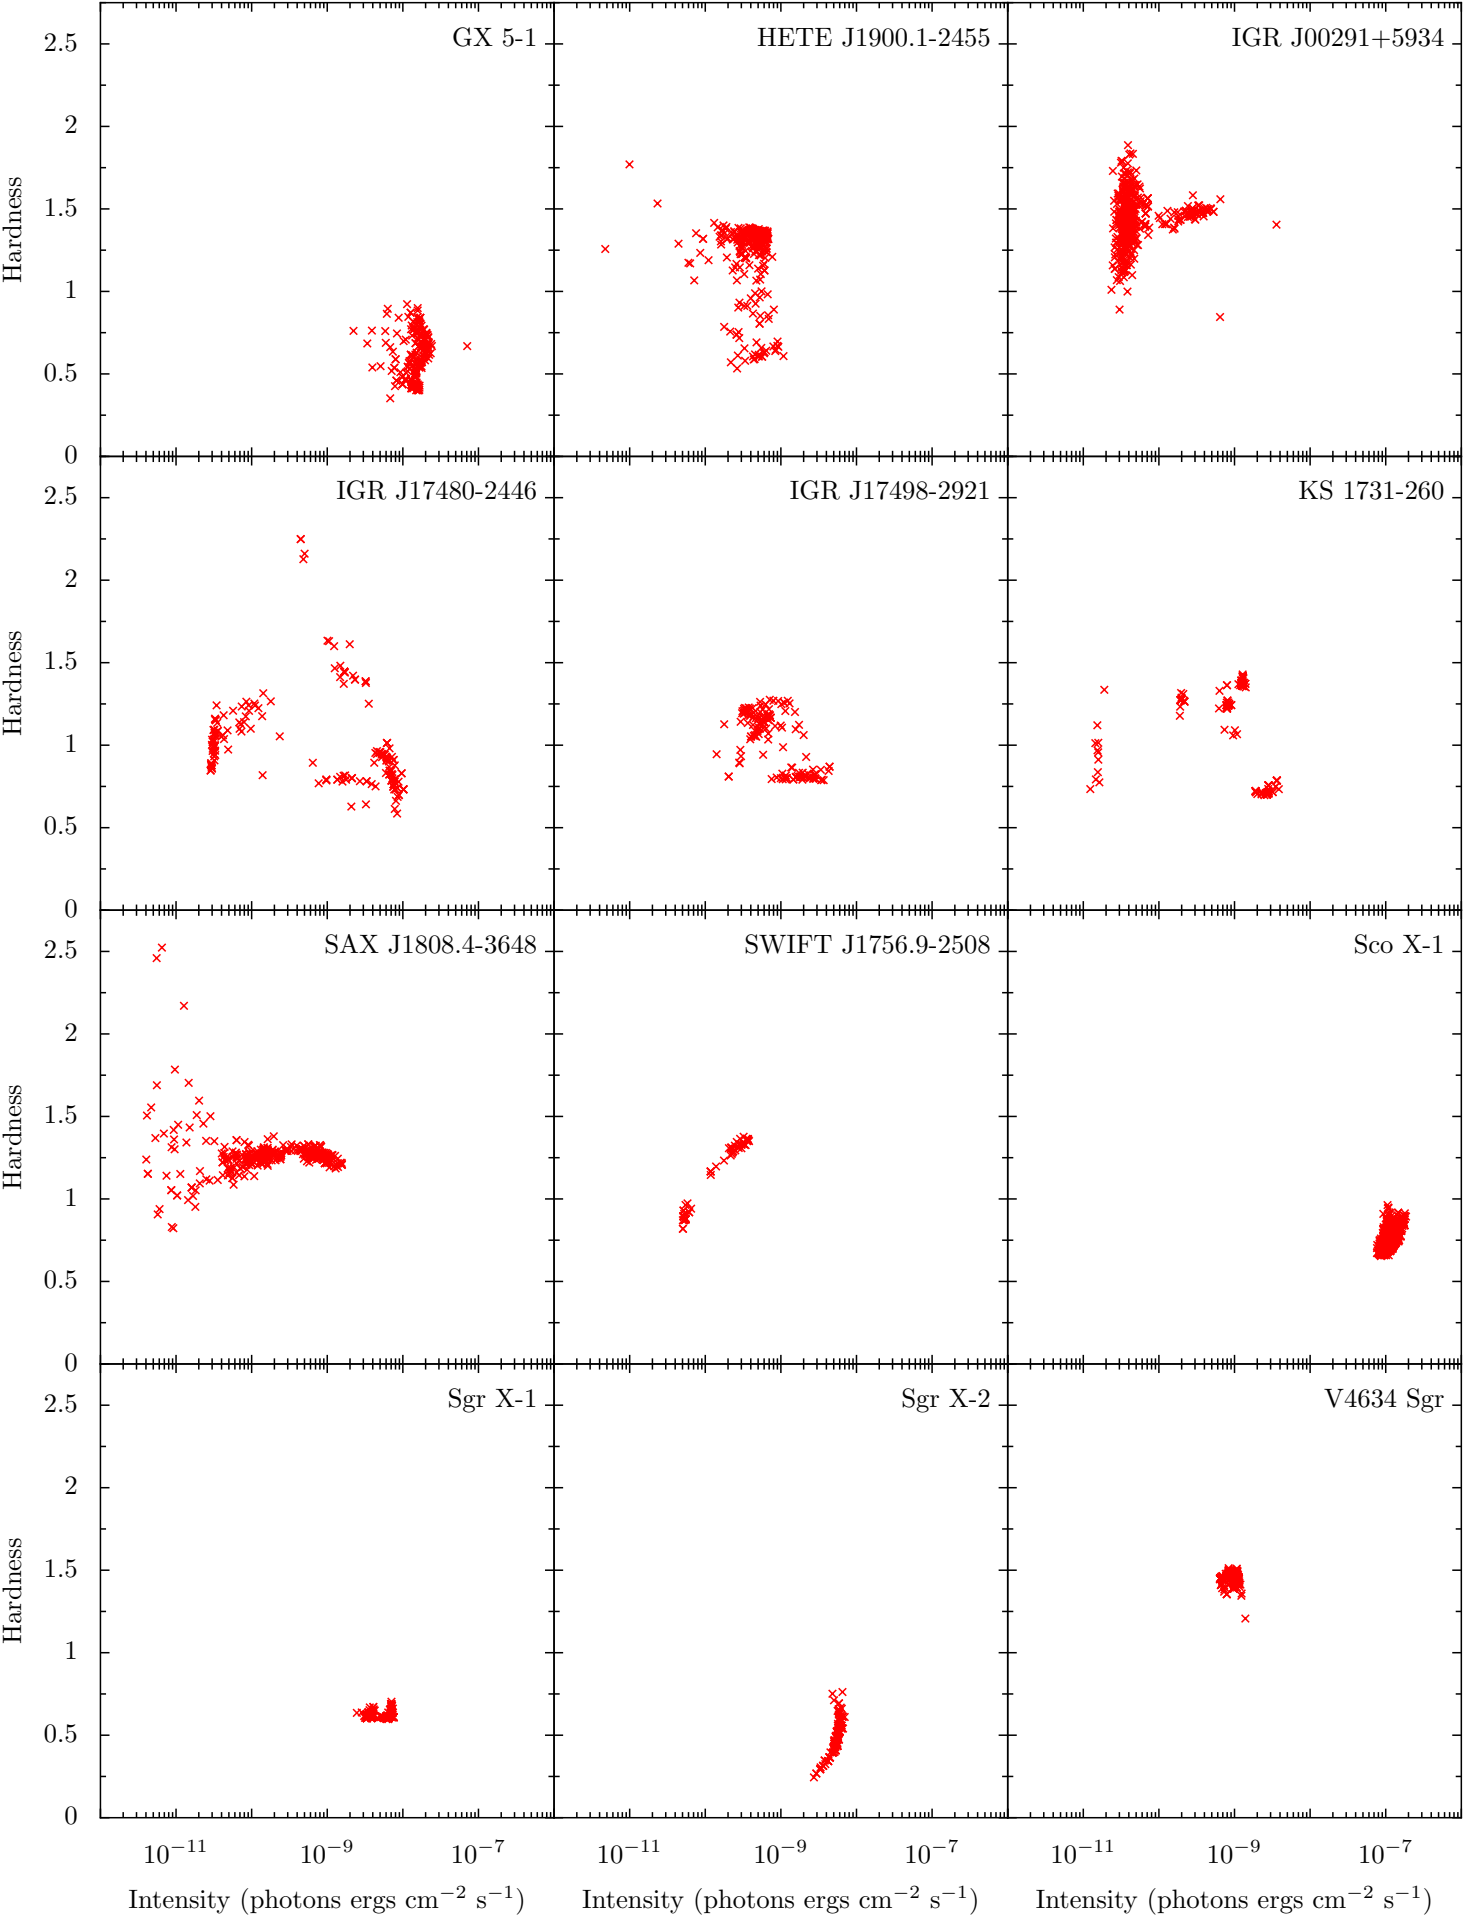 GX 5-1
HETE J1900.1-2455
IGR J00291+5934
2.5
2
1.5
1
0.5
0
Hardness
IGR J17480-2446
IGR J17498-2921
KS 1731-260
2.5
2
1.5
1
0.5
0
Hardness
SAX J1808.4-3648
SWIFT J1756.9-2508
Sco X-1
2.5
2
1.5
1
0.5
0
Hardness
Sgr X-1
Sgr X-2
V4634 Sgr
2.5
2
1.5
1
0.5
0
Hardness
10⁻¹¹ 10⁻⁹ 10⁻⁷ 10⁻¹¹ 10⁻⁹ 10⁻⁷ 10⁻¹¹ 10⁻⁹ 10⁻⁷
Intensity (photons ergs cm⁻² s⁻¹)
Intensity (photons ergs cm⁻² s⁻¹)
Intensity (photons ergs cm⁻² s⁻¹)